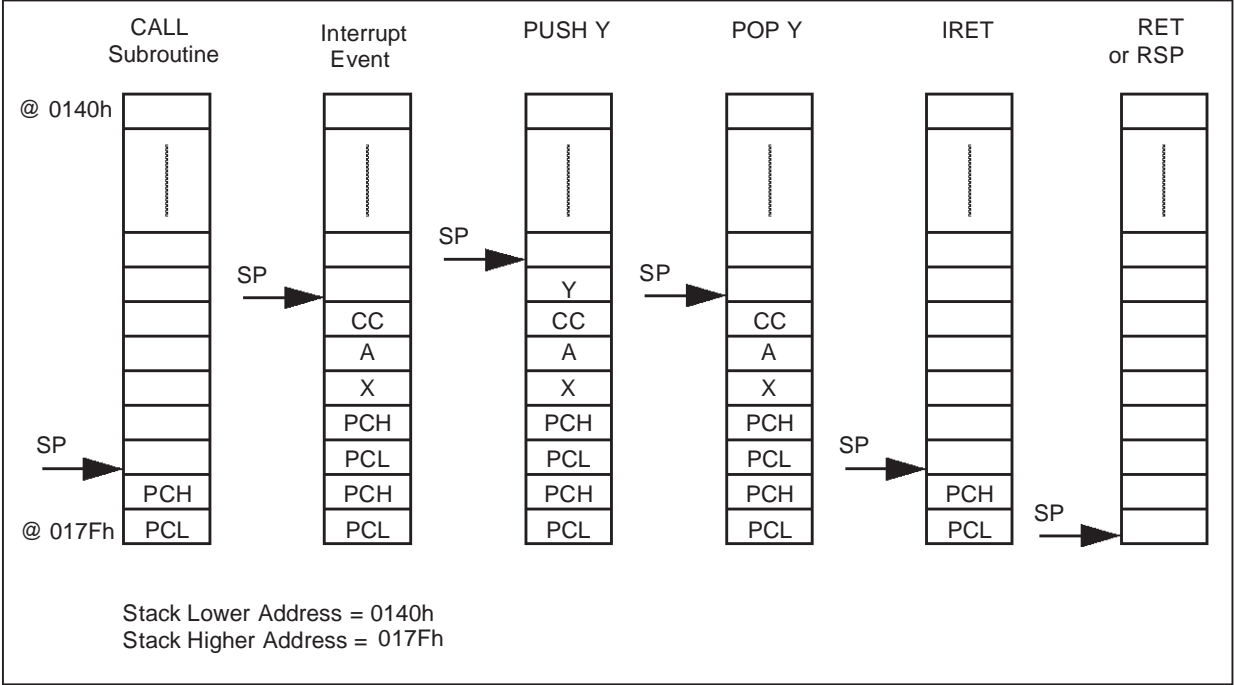 CALL
Subroutine
Interrupt
Event
PUSH Y
POP Y
IRET
RET
or RSP
@ 0140h
SP
SP
SP
Y
CC
CC
CC
A
A
A
X
X
X
PCH
PCH
PCH
SP
SP
PCL
PCL
PCL
PCH
PCH
PCH
PCH
PCH
SP
@ 017Fh
PCL
PCL
PCL
PCL
PCL
Stack Lower Address = 0140h
Stack Higher Address = 017Fh